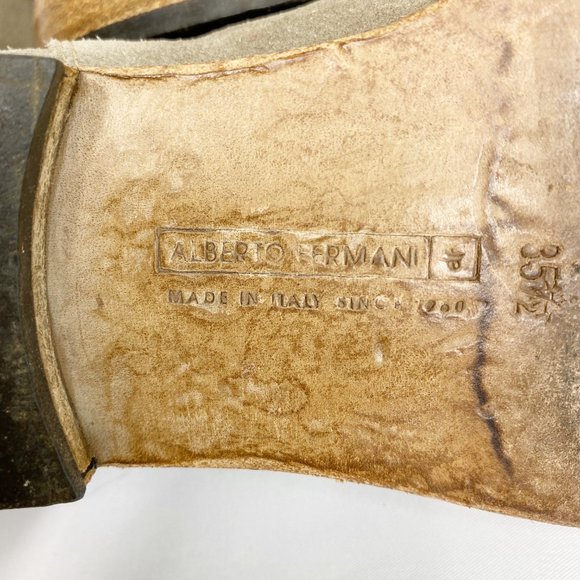 ALBERTO FERMANI
MADE IN ITALY SINCE
35½